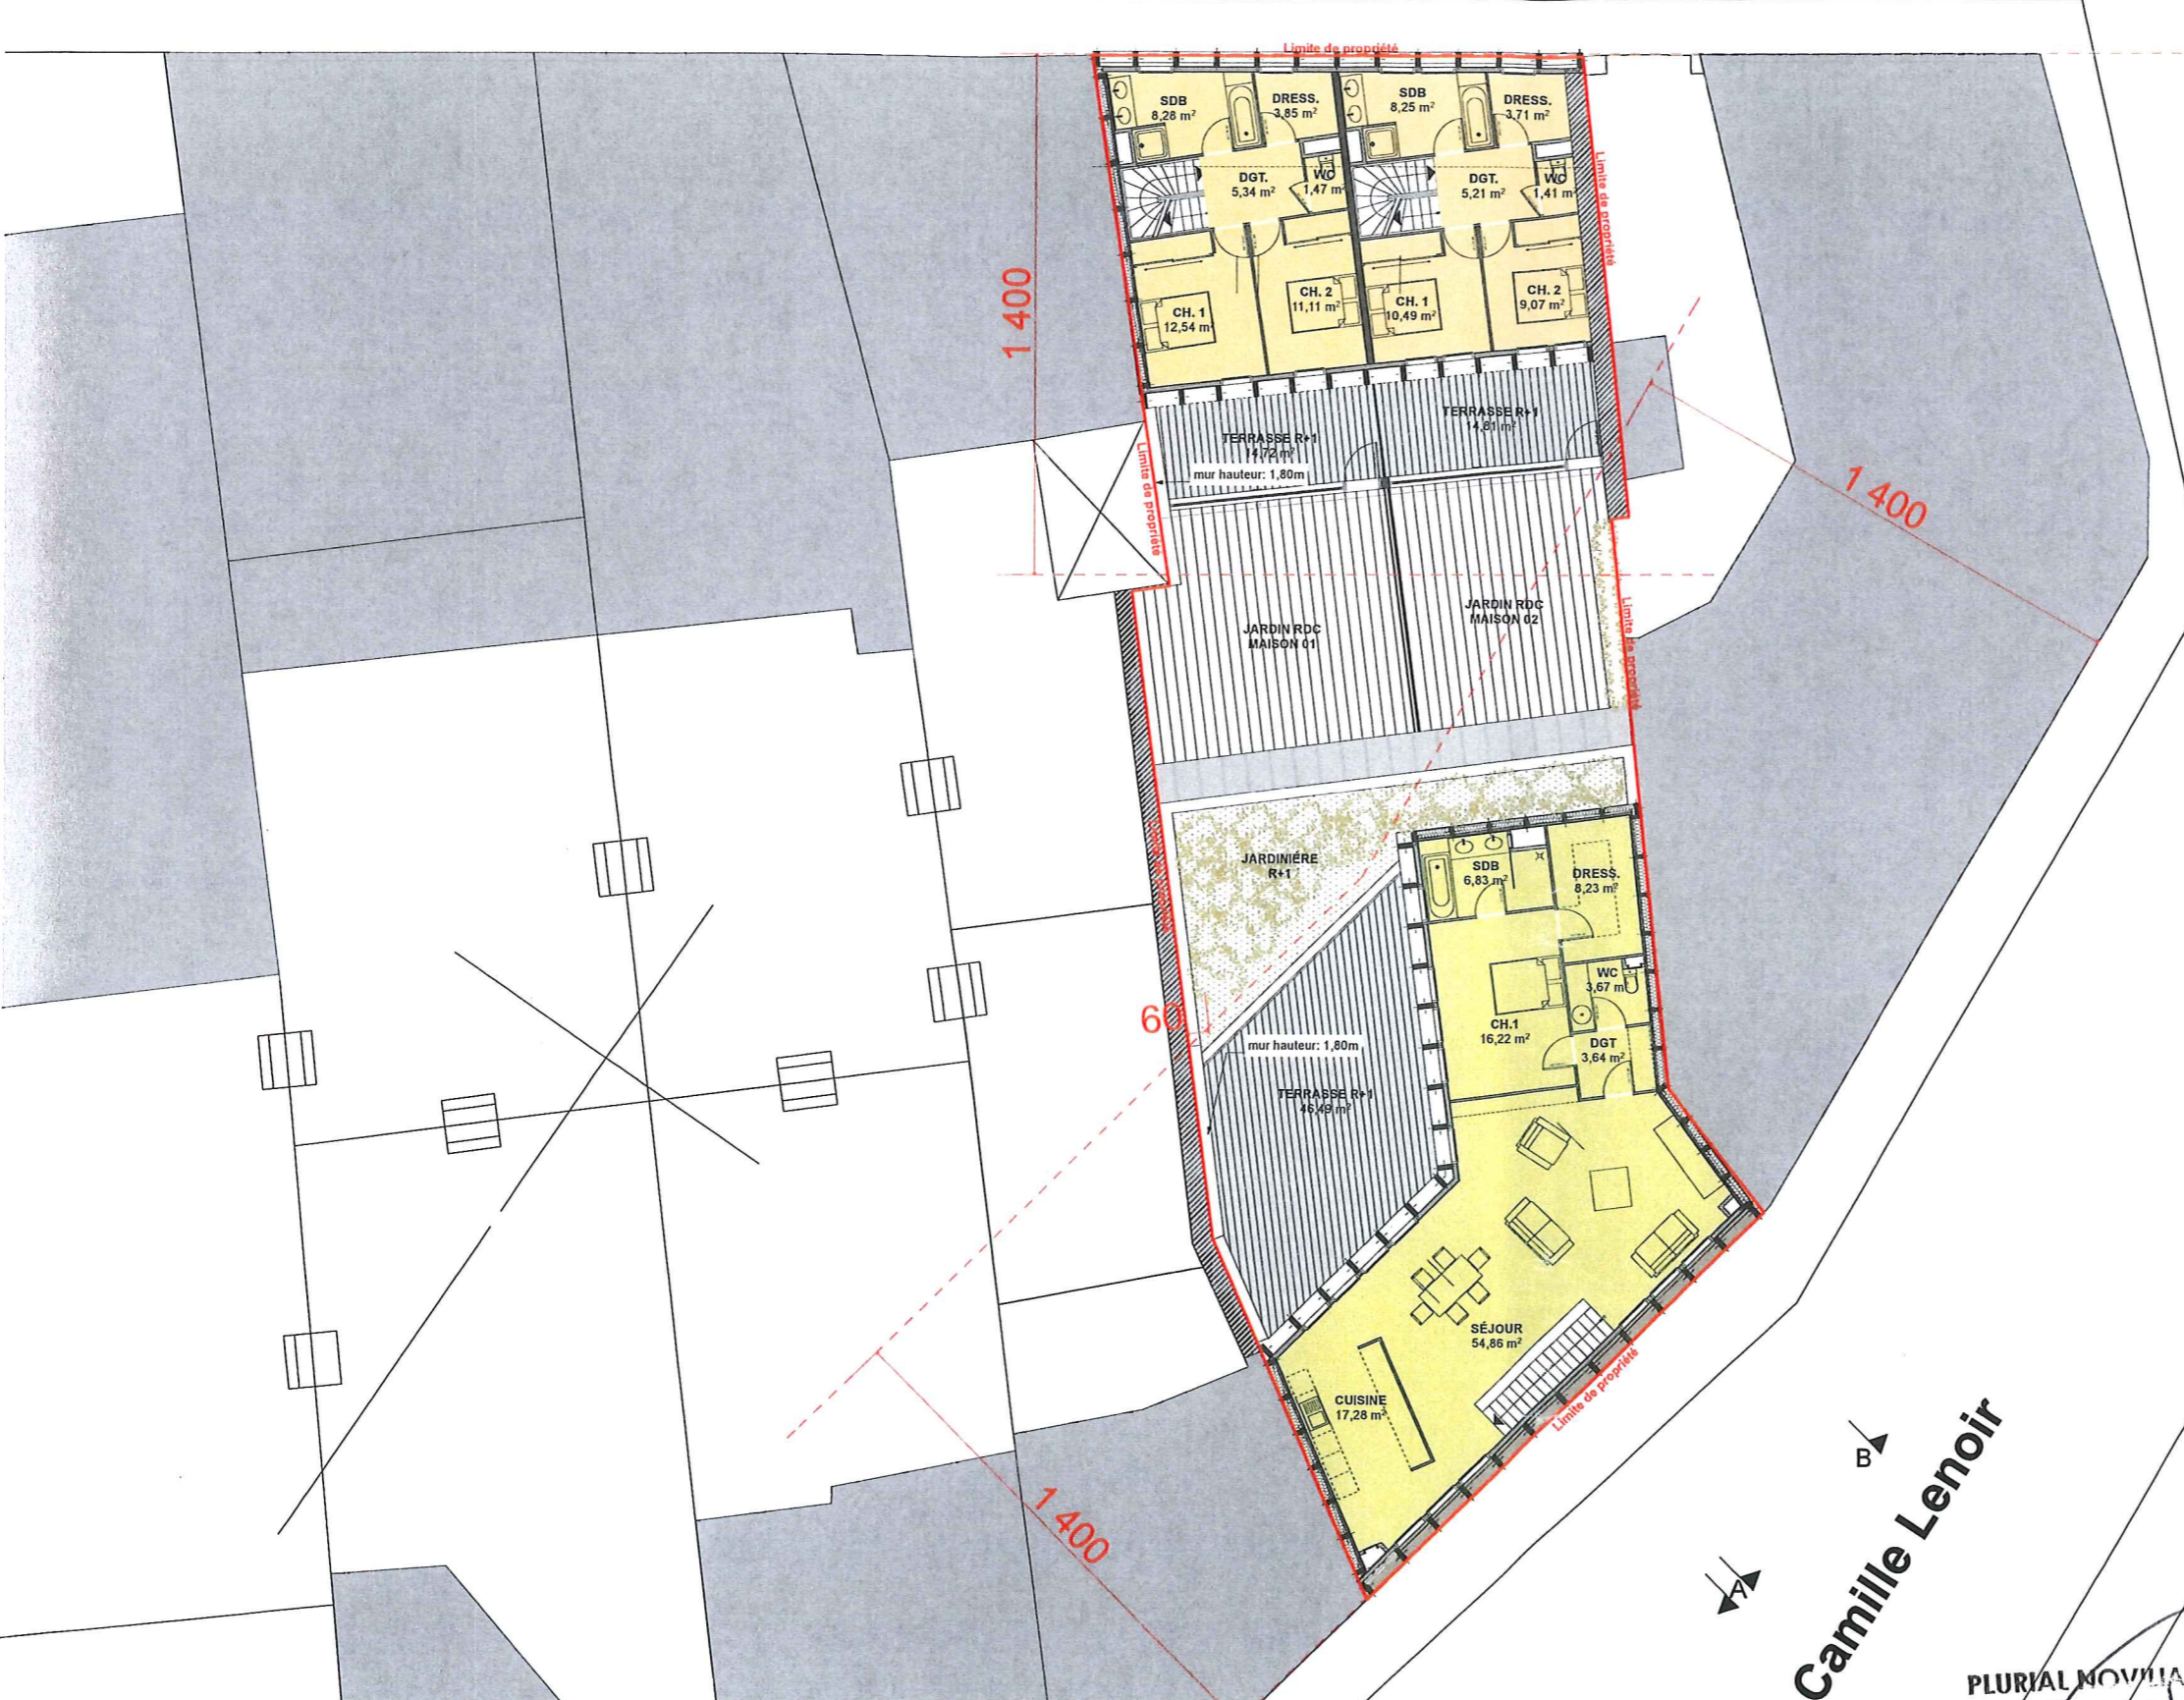 Limite de propriété
SDB
8,28 m²
DRESS.
3,85 m²
SDB
8,25 m²
DRESS.
3,71 m²
DGT.
5,34 m²
WC
1,47 m²
DGT.
5,21 m²
WC
1,41 m
Limite de propriété
1 400
CH. 1
12,54 m
CH. 2
11,11 m²
CH. 1
10,49 m²
CH. 2
9,07 m²
TERRASSE R+1
14,72 m²
TERRASSE R+1
14,81 m²
mur hauteur: 1,80m
Limite de propriété
1 400
JARDIN RDC
MAISON 01
JARDIN RDC
MAISON 02
Limite de propriété
JARDINIÉRE
R+1
SDB
6,83 m²
DRESS.
8,23 m²
WC
3,67 m
60
mur hauteur: 1,80m
CH.1
16,22 m²
DGT
3,64 m²
TERRASSE R+1
46,49 m²
SÉJOUR
54,86 m²
CUISINE
17,28 m²
Limite de propriété
1 400
B
A
Camille Lenoir
PLURIAL NOVILIA